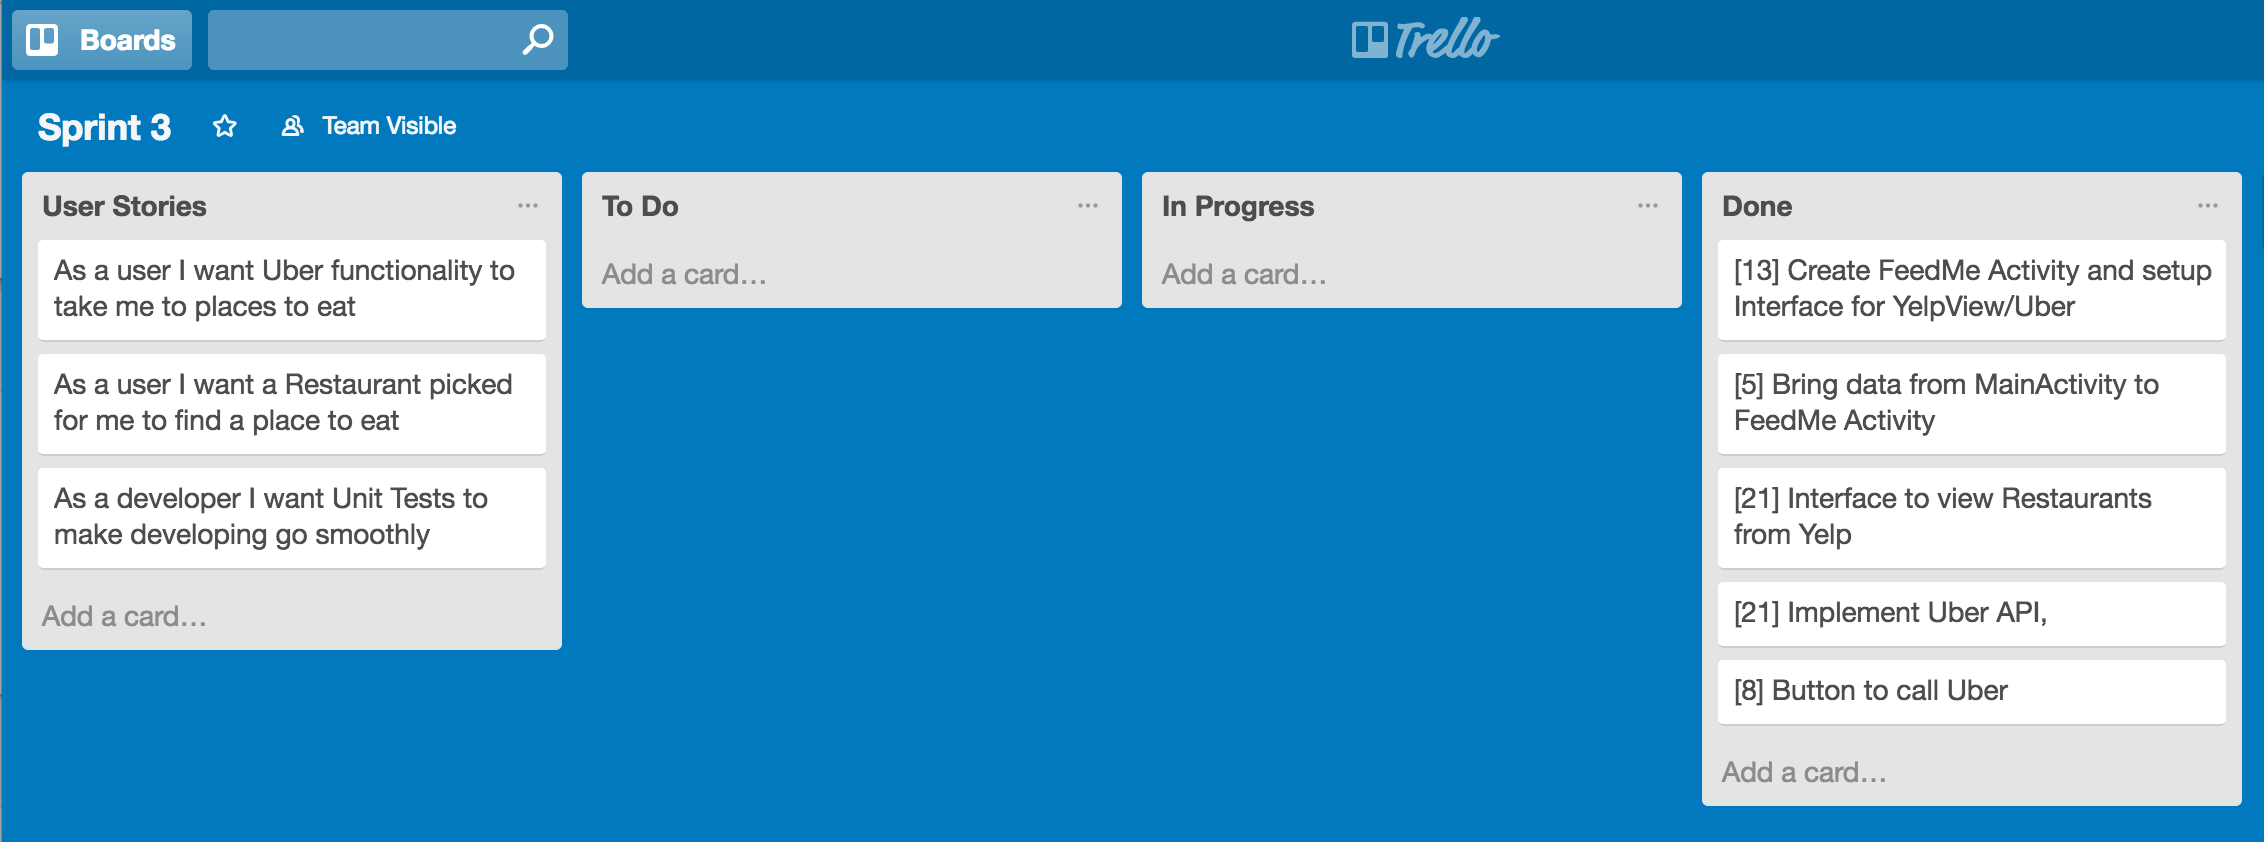 Boards
Trello
Sprint 3
Team Visible
User Stories
As a user I want Uber functionality to
take me to places to eat
As a user I want a Restaurant picked
for me to find a place to eat
As a developer I want Unit Tests to
make developing go smoothly
Add a card...
To Do
Add a card...
In Progress
Add a card...
Done
[13] Create FeedMe Activity and setup
Interface for YelpView/Uber
[5] Bring data from MainActivity to
FeedMe Activity
[21] Interface to view Restaurants
from Yelp
[21] Implement Uber API,
[8] Button to call Uber
Add a card...